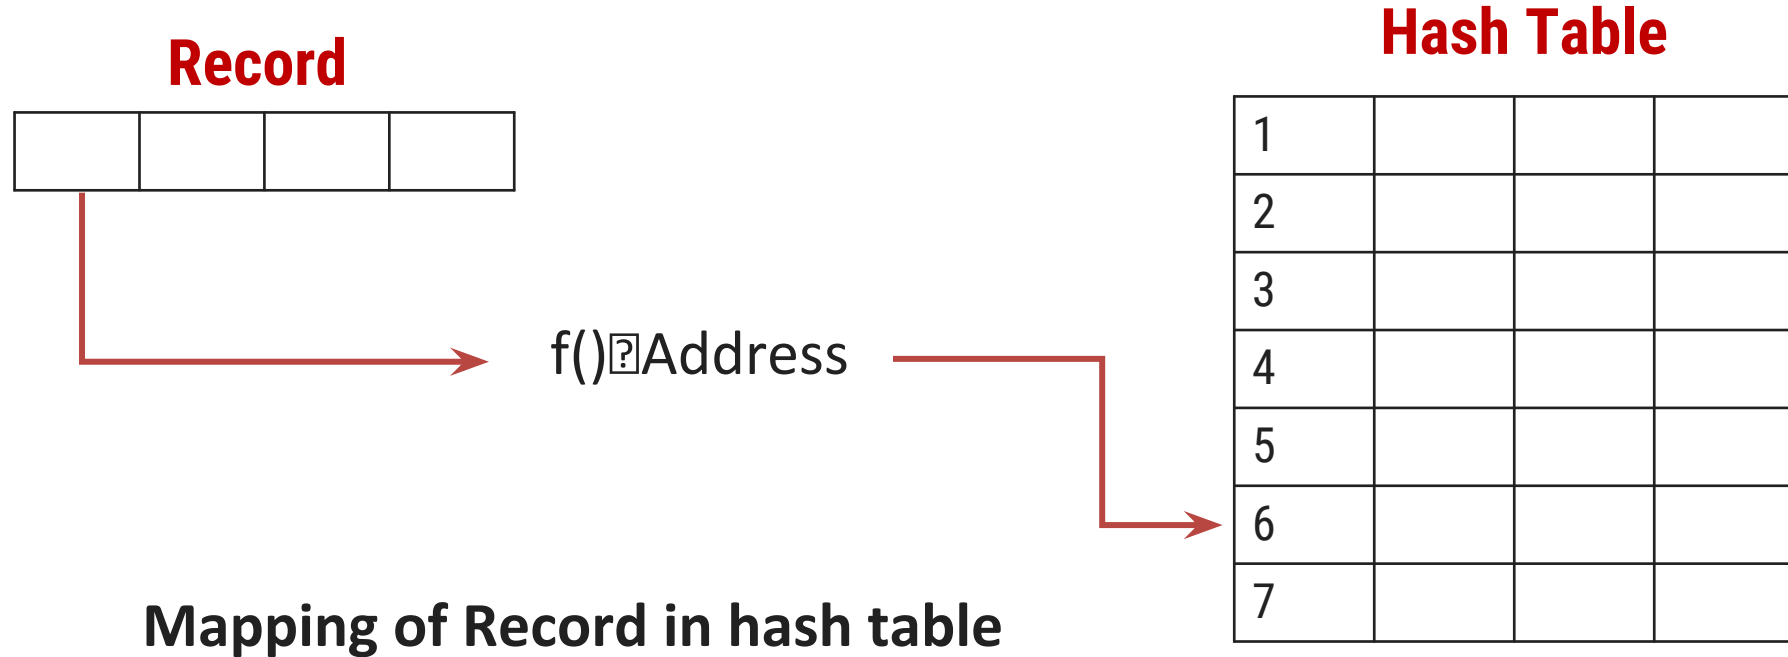 Record
Hash Table
f()⍰Address
1
2
3
4
5
6
7
Mapping of Record in hash table